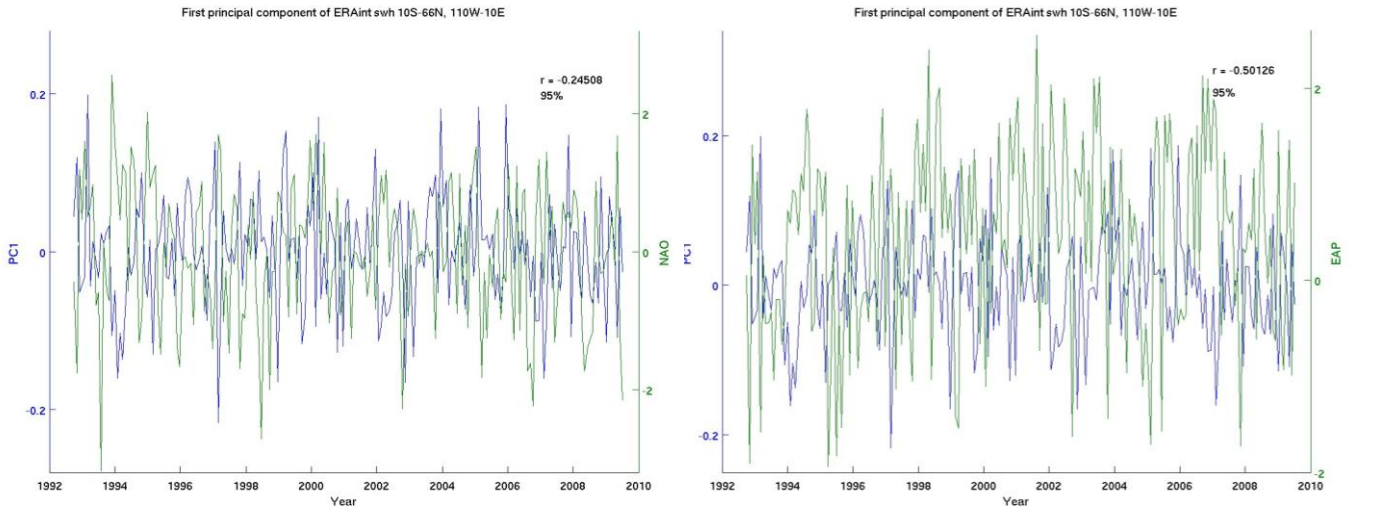 First principal component of ERAint swh 10S-66N, 110W-10E
r = -0.24508
95%
0.2
0
-0.2
PC1
2
0
-2
NAO
1992 1994 1996 1998 2000 2002 2004 2006 2008 2010
Year
First principal component of ERAint swh 10S-66N, 110W-10E
r = -0.50126
95%
0.2
0
-0.2
PC1
2
0
-2
EAP
1992 1994 1996 1998 2000 2002 2004 2006 2008 2010
Year